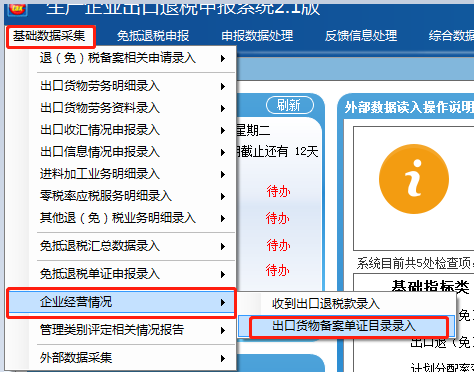 生产企业出口退税申报系统2.1版
基础数据采集 免抵退税申报 申报数据处理 反馈信息处理 综合数据
退（免）税备案相关申请录入
出口货物劳务明细录入
出口货物劳务资料录入
出口收汇情况申报录入
出口信息情况申报录入
进料加工业务明细录入
零税率应税服务明细录入
其他退（免）税业务明细录入
免抵退税汇总数据录入
免抵退税单证申报录入
企业经营情况
管理类别评定相关情况报告
外部数据采集
收到出口退税款录入
出口货物备案单证目录录入
刷新
星期二
截止还有 12天
待办
待办
待办
待办
外部数据读入操作说明
系统目前共5处检查项
基础指标类
（免
出口退（免
计划分配率